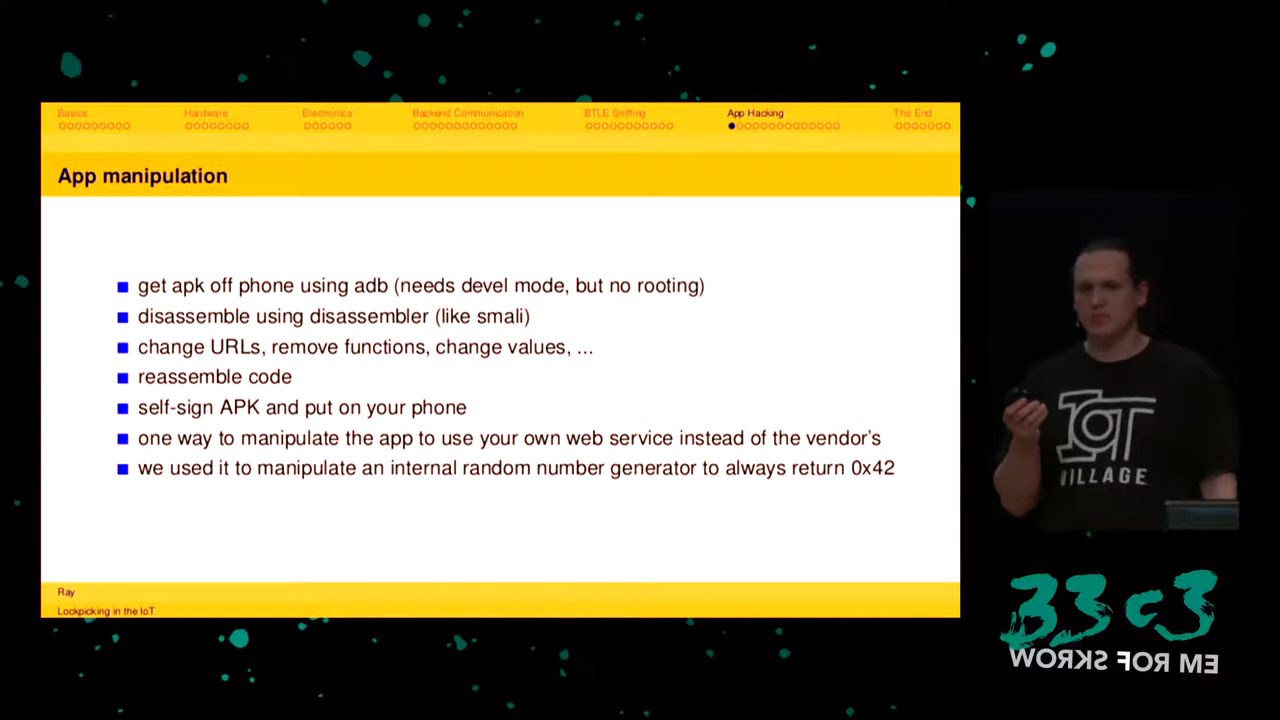 Basics
Hardware
Electronics
Backend Communication
BTLE Sniffing
App Hacking
The End
App manipulation
get apk off phone using adb (needs devel mode, but no rooting)
disassemble using disassembler (like smali)
change URLs, remove functions, change values, ...
reassemble code
self-sign APK and put on your phone
one way to manipulate the app to use your own web service instead of the vendor's
we used it to manipulate an internal random number generator to always return 0x42
Ray
Lockpicking in the IoT
IoT
VILLAGE
33c3
WORKS FOR ME